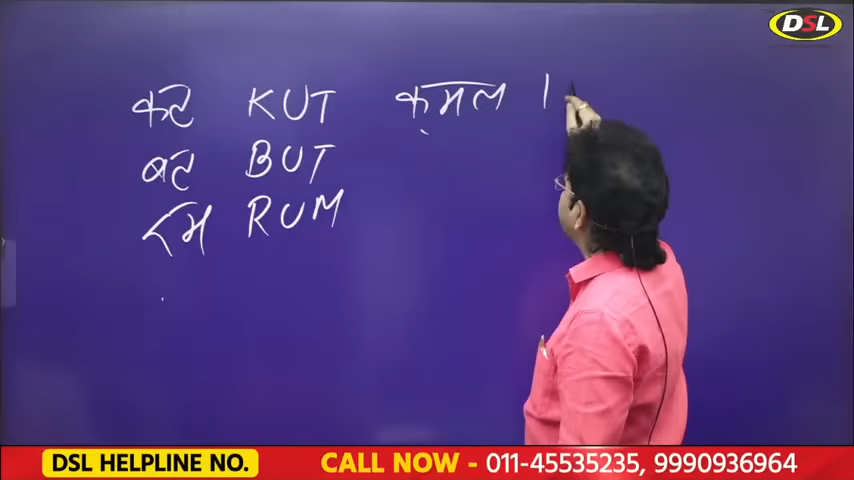 DSL
कट KUT कमल
बट BUT
रम RUM
DSL HELPLINE NO. CALL NOW - 011-45535235, 9990936964